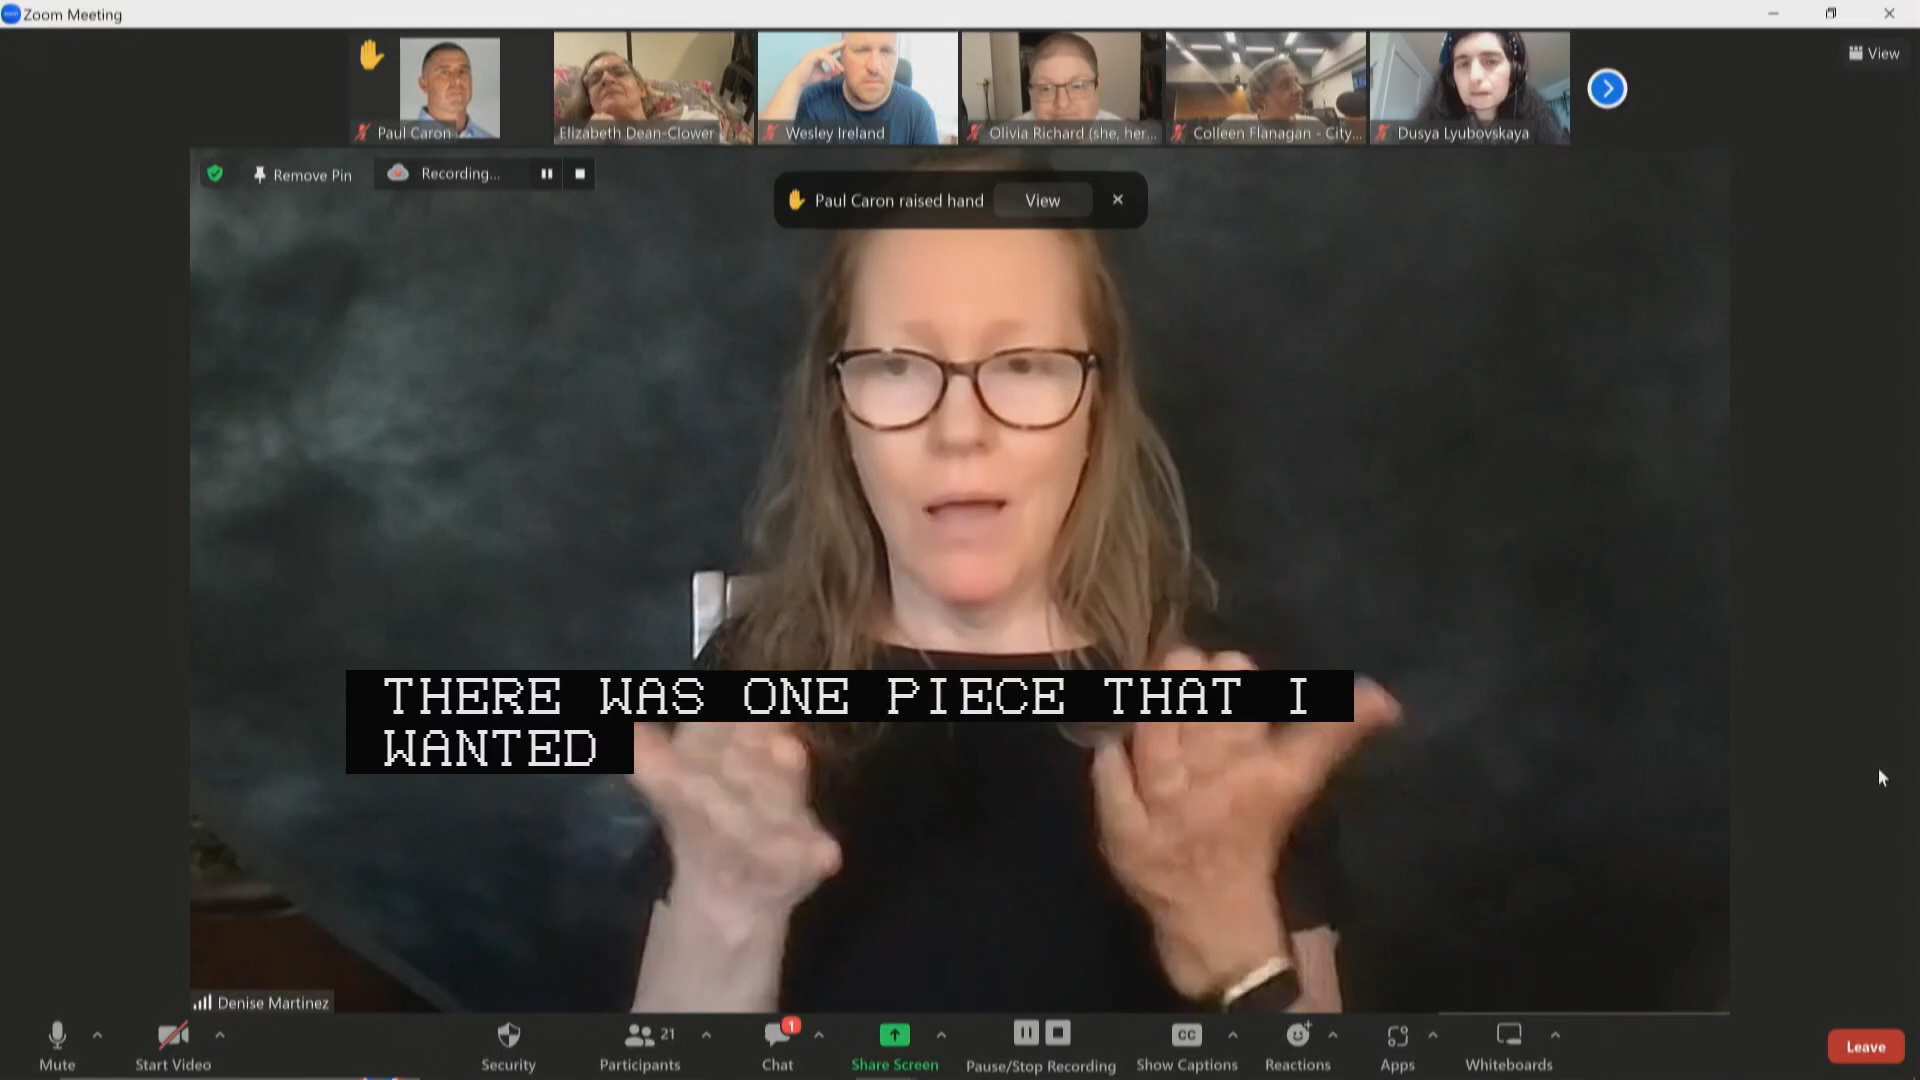 Zoom Meeting
Paul Caron
Elizabeth Dean-Clower
Wesley Ireland
Olivia Richard (she, her...
Colleen Flanagan - City...
Dusya Lyubovskaya
View
Remove Pin
Recording...
Paul Caron raised hand
View
THERE WAS ONE PIECE THAT I
WANTED
Denise Martinez
Mute
Start Video
Security
21
Participants
1
Chat
Share Screen
Pause/Stop Recording
CC
Show Captions
Reactions
Apps
Whiteboards
Leave